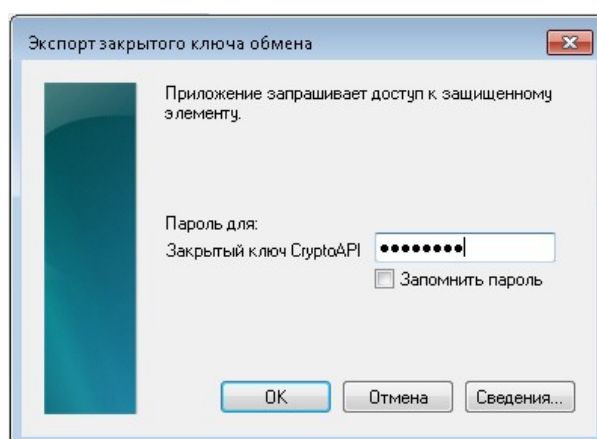 Экспорт закрытого ключа обмена
Приложение запрашивает доступ к защищенному
элементу.
Пароль для:
Закрытый ключ CryptoAPI
●●●●●●●●
Запомнить пароль
OK
Отмена
Сведения...